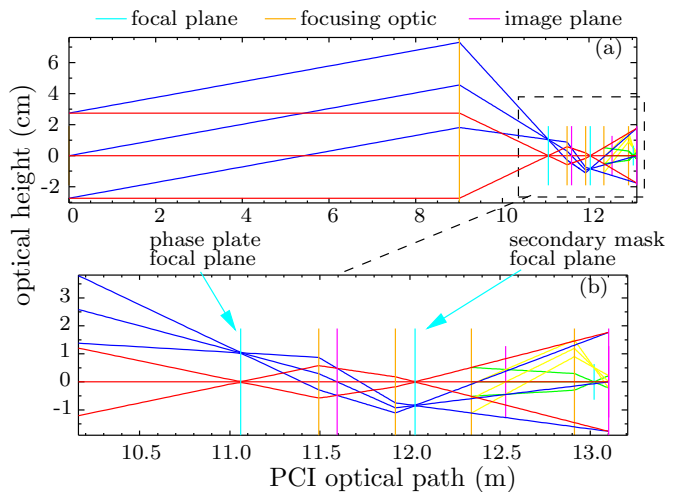 focal plane focusing optic image plane
(a)
6
4
2
0
−2
0 2 4 6 8 10 12
optical height (cm)
phase plate
focal plane
secondary mask
focal plane
(b)
3
2
1
0
−1
10.5 11.0 11.5 12.0 12.5 13.0
PCI optical path (m)